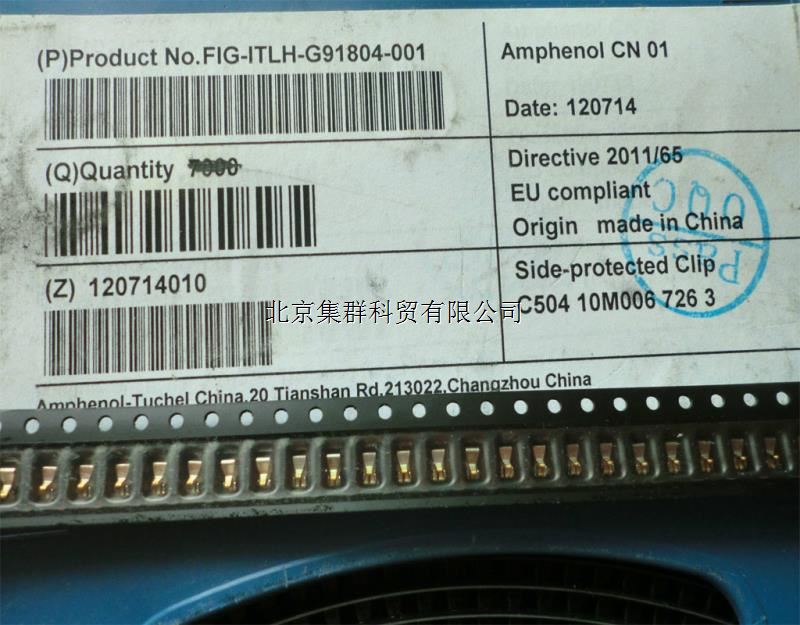 (P)Product No.FIG-ITLH-G91804-001
Amphenol CN 01
Date: 120714
(Q)Quantity 7000
Directive 2011/65
EU compliant
Origin made in China
OQC
Pass
(Z) 120714010
Side-protected Clip
C504 10M006 726 3
北京集群科贸有限公司
Amphenol-Tuchel China,20 Tianshan Rd,213022,Changzhou China